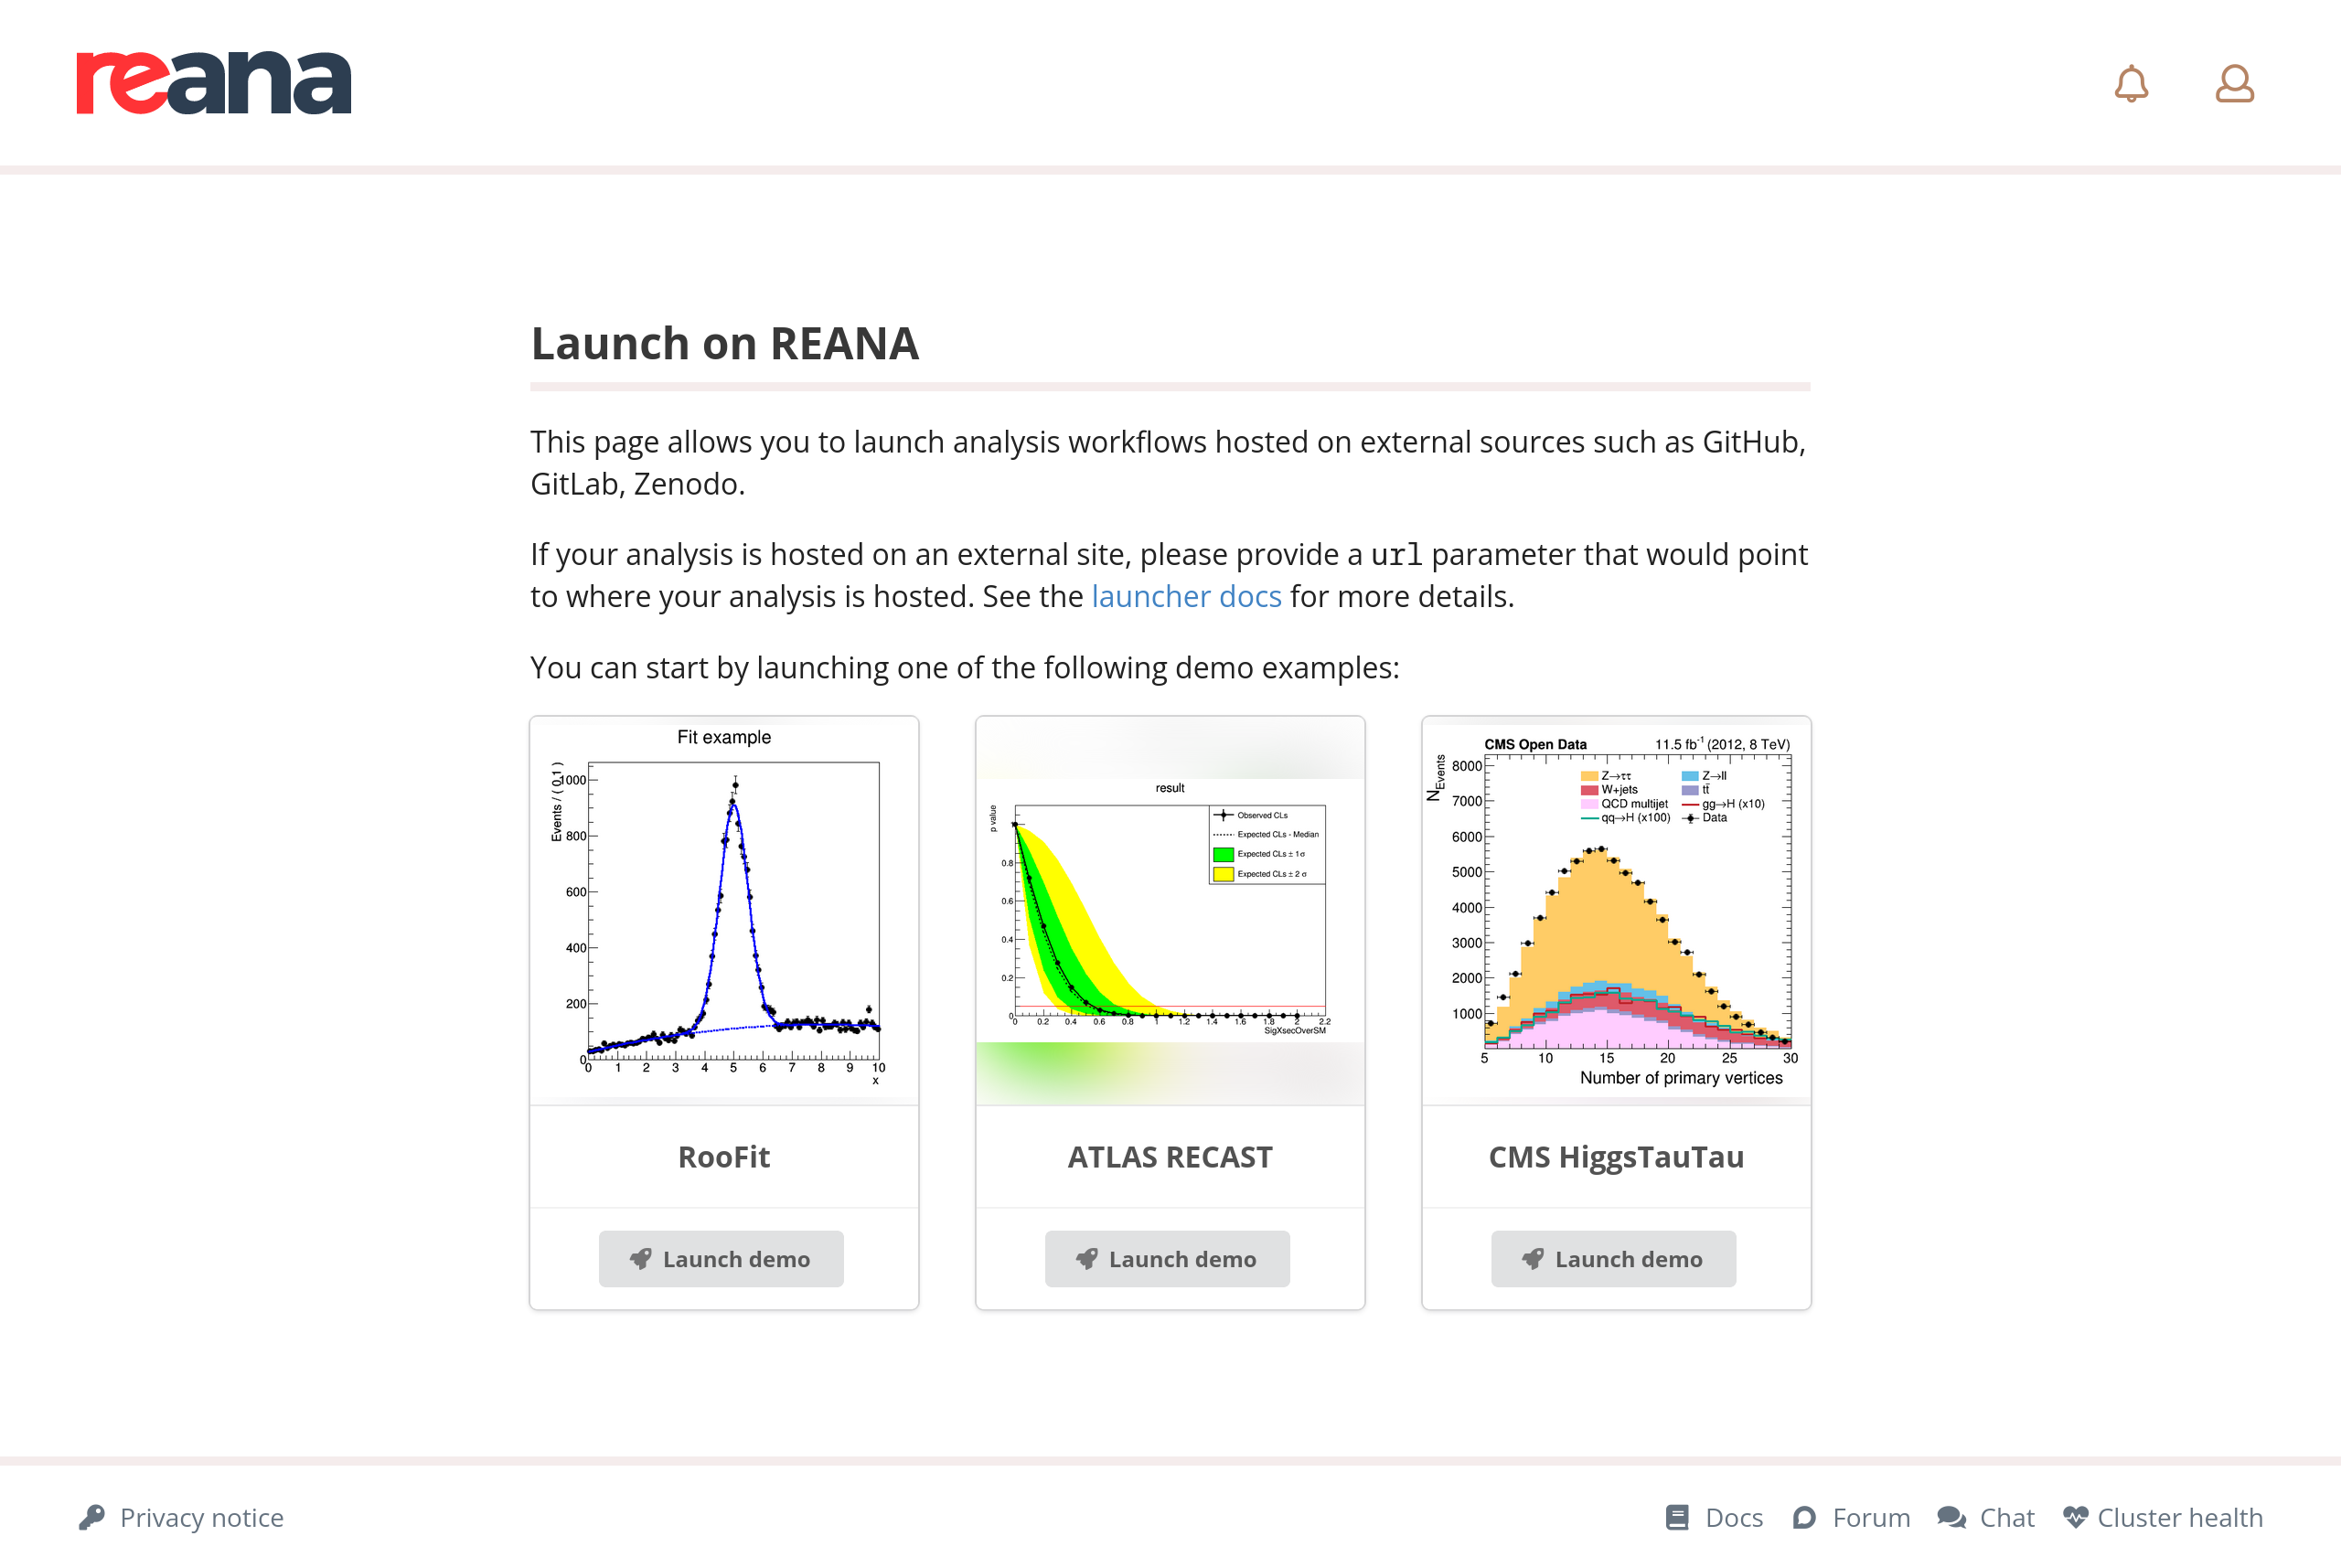 reana
Launch on REANA
This page allows you to launch analysis workflows hosted on external sources such as GitHub,
GitLab, Zenodo.
If your analysis is hosted on an external site, please provide a url parameter that would point
to where your analysis is hosted. See the launcher docs for more details.
You can start by launching one of the following demo examples:
Fit example
Events / ( 0.1 )
1000
800
600
400
200
0
0 1 2 3 4 5 6 7 8 9 10
x
RooFit
Launch demo
result
p value
Observed CLs
Expected CLs - Median
Expected CLs ± 1σ
Expected CLs ± 2 σ
0.8
0.6
0.4
0.2
0
0 0.2 0.4 0.6 0.8 1 1.2 1.4 1.6 1.8 2 2.2
SigXsecOverSM
ATLAS RECAST
Launch demo
CMS Open Data 11.5 fb⁻¹ (2012, 8 TeV)
N Events
Z→ττ Z→ll
W+jets tt̄
QCD multijet gg→H (x10)
qq→H (x100) Data
8000
7000
6000
5000
4000
3000
2000
1000
5 10 15 20 25 30
Number of primary vertices
CMS HiggsTauTau
Launch demo
Privacy notice
Docs Forum Chat Cluster health